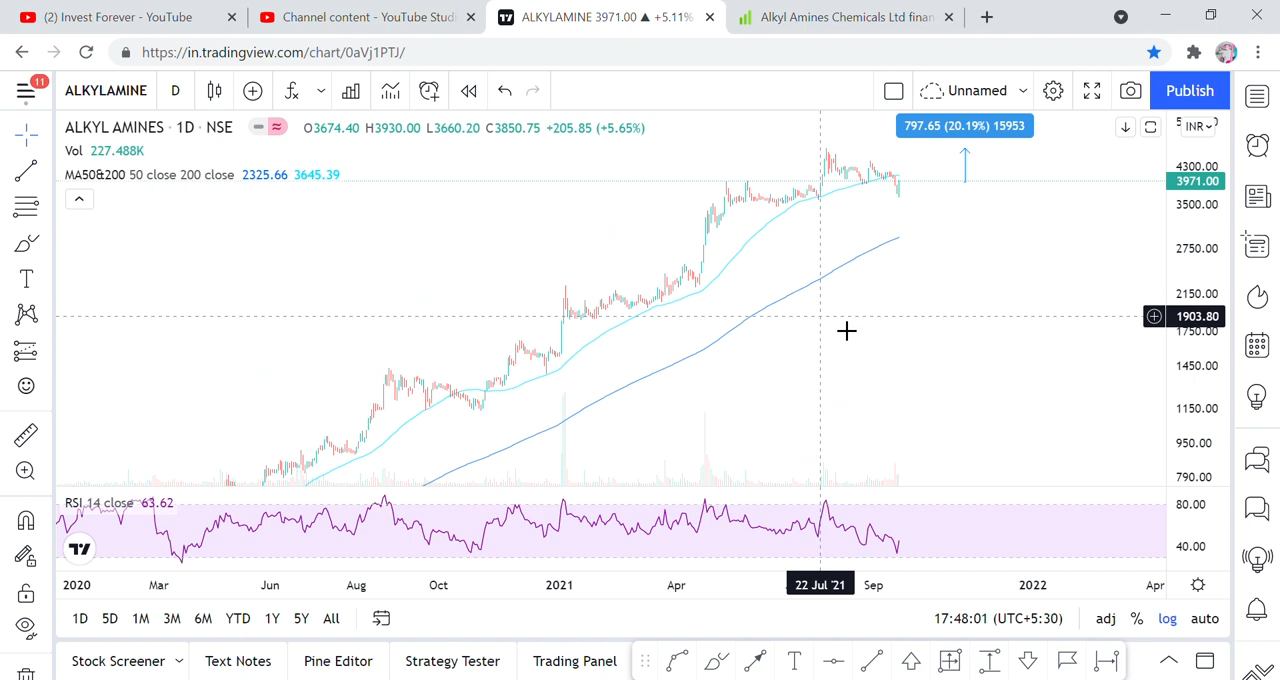 (2) Invest Forever - YouTube
Channel content - YouTube Studi
ALKYLAMINE 3971.00 ▲ +5.11%
Alkyl Amines Chemicals Ltd finan
https://in.tradingview.com/chart/0aVj1PTJ/
11
ALKYLAMINE
D
Unnamed
Publish
ALKYL AMINES · 1D · NSE
O3674.40 H3930.00 L3660.20 C3850.75 +205.85 (+5.65%)
797.65 (20.19%) 15953
INR
Vol 227.488K
MA50&200 50 close 200 close 2325.66 3645.39
4300.00
3971.00
3500.00
2750.00
2150.00
1903.80
1750.00
1450.00
1150.00
950.00
790.00
RSI 14 close 63.62
80.00
40.00
2020 Mar Jun Aug Oct 2021 Apr 22 Jul '21 Sep 2022 Apr
1D 5D 1M 3M 6M YTD 1Y 5Y All
17:48:01 (UTC+5:30)
adj % log auto
Stock Screener
Text Notes
Pine Editor
Strategy Tester
Trading Panel